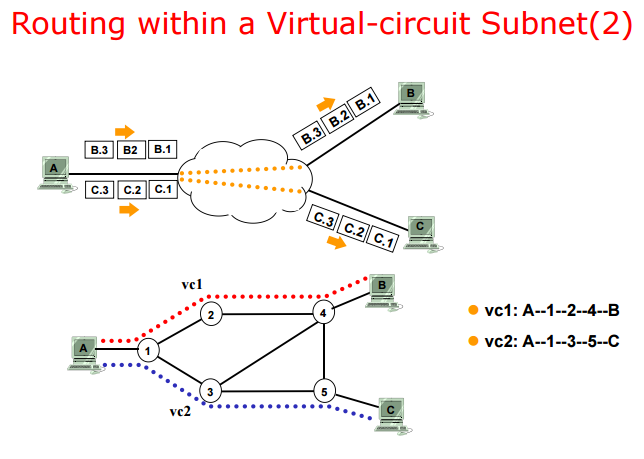 Routing within a Virtual-circuit Subnet(2)
B
B.3 B.2 B.1
B.3 B2 B.1
A
C.3 C.2 C.1
C.3 C.2 C.1
C
vc1
B
2
4
vc1: A--1--2--4--B
A
1
vc2: A--1--3--5--C
3
5
vc2
C